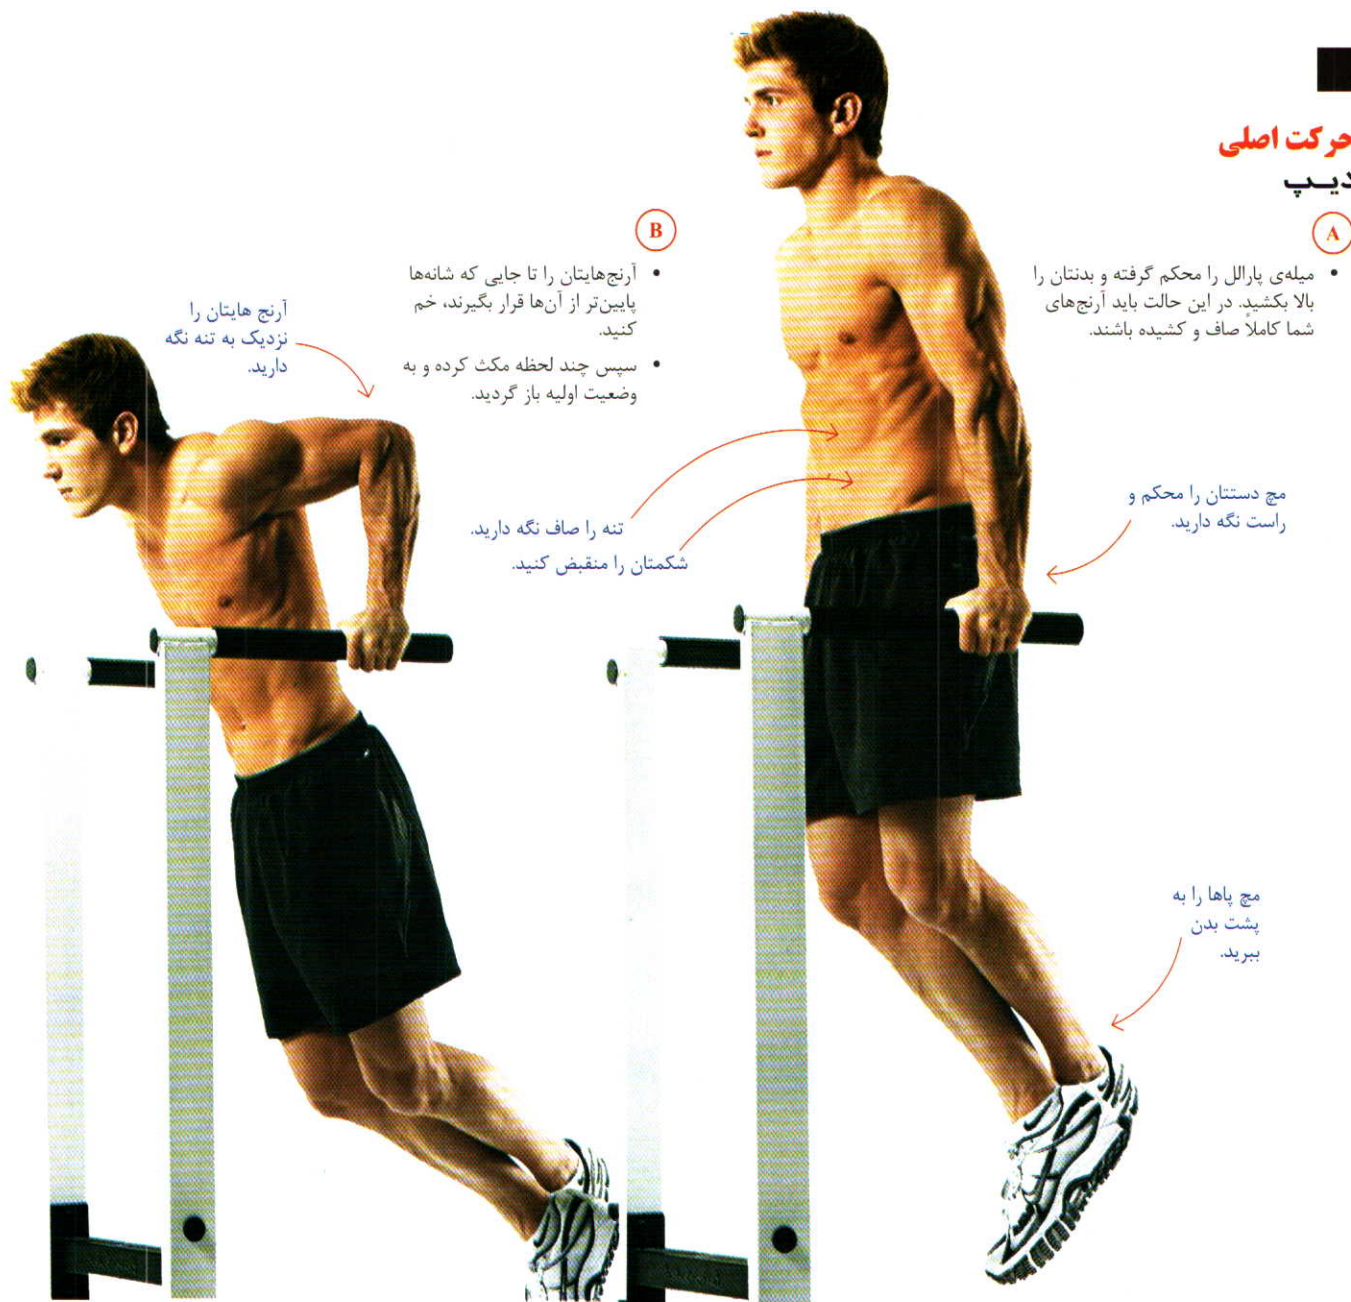 حرکت اصلی
دیـپ
A
• میله‌ی پارالل را محکم گرفته و بدنتان را
بالا بکشید. در این حالت باید آرنج‌های
شما کاملاً صاف و کشیده باشند.
مچ دستتان را محکم و
راست نگه دارید.
مچ پاها را به
پشت بدن
ببرید.
B
• آرنج‌هایتان را تا جایی که شانه‌ها
پایین‌تر از آن‌ها قرار بگیرند، خم
کنید.
• سپس چند لحظه مکث کرده و به
وضعیت اولیه باز گردید.
آرنج هایتان را
نزدیک به تنه نگه
دارید.
تنه را صاف نگه دارید.
شکمتان را منقبض کنید.